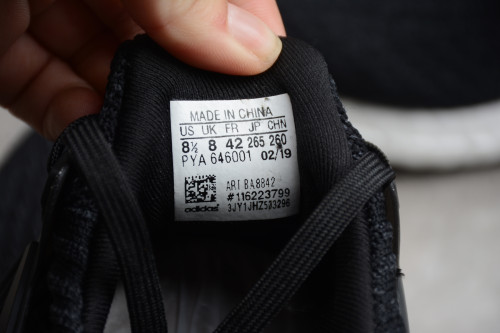 MADE IN CHINA
US UK FR JP CHN
8½ 8 42 265 260
PYA 646001 02/19
ART BA8842
#116223799
adidas 3JY1JHZ533296